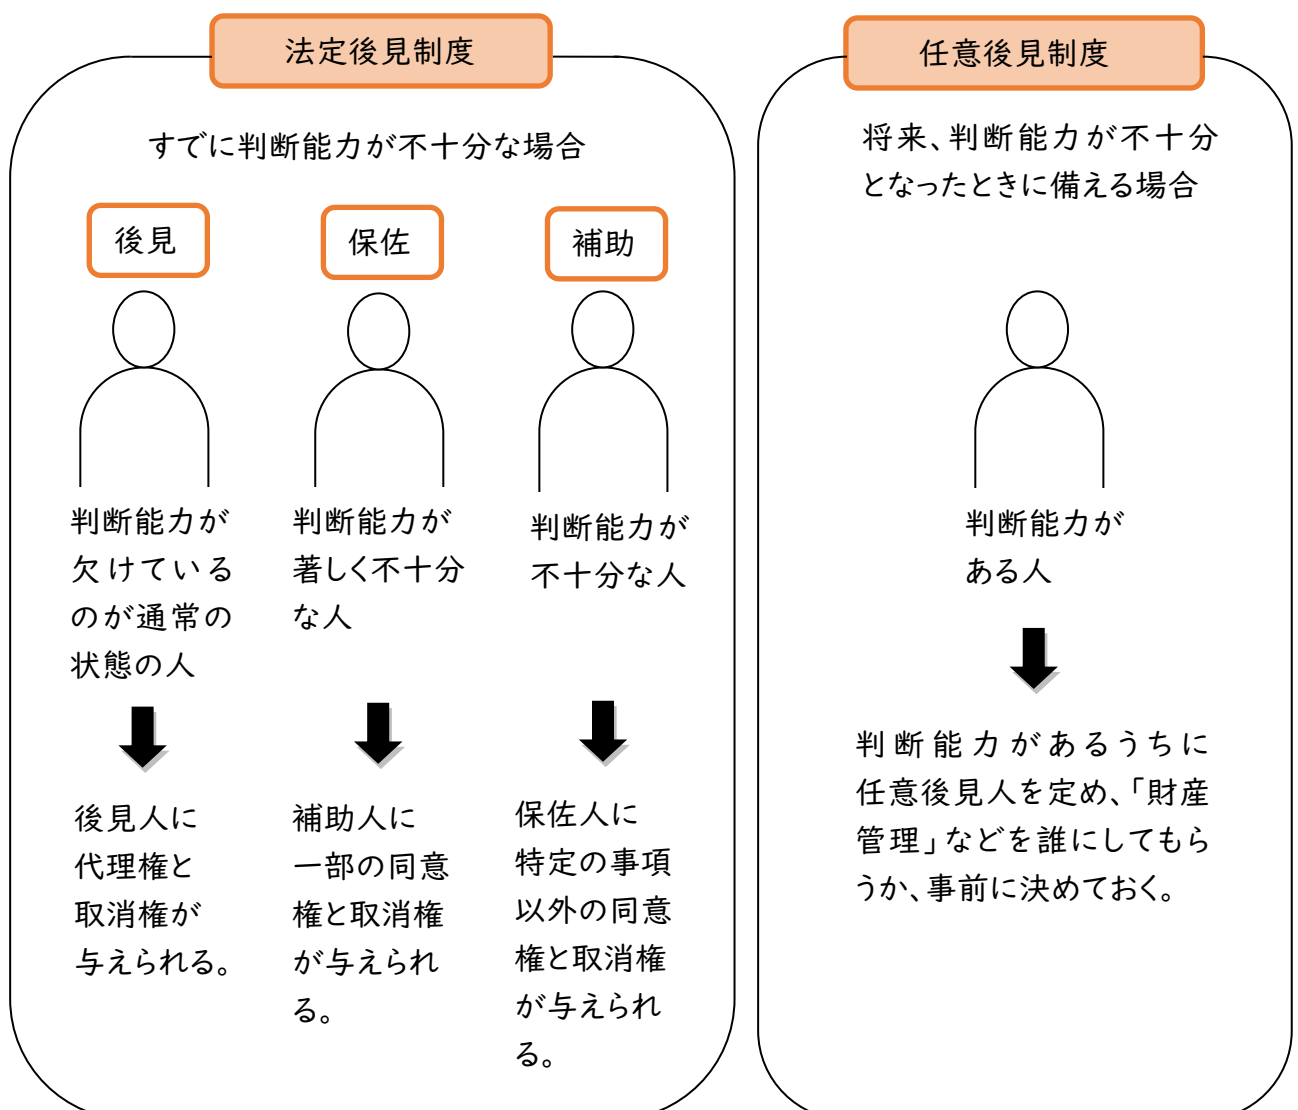 法定後見制度
すでに判断能力が不十分な場合
後見
判断能力が
欠けている
のが通常の
状態の人
後見人に
代理権と
取消権が
与えられる。
保佐
判断能力が
著しく不十分
な人
補助人に
一部の同意
権と取消権
が与えられ
る。
補助
判断能力が
不十分な人
保佐人に
特定の事項
以外の同意
権と取消権
が与えられ
る。
任意後見制度
将来、判断能力が不十分
となったときに備える場合
判断能力が
ある人
判断能力があるうちに
任意後見人を定め、「財産
管理」などを誰にしてもら
うか、事前に決めておく。